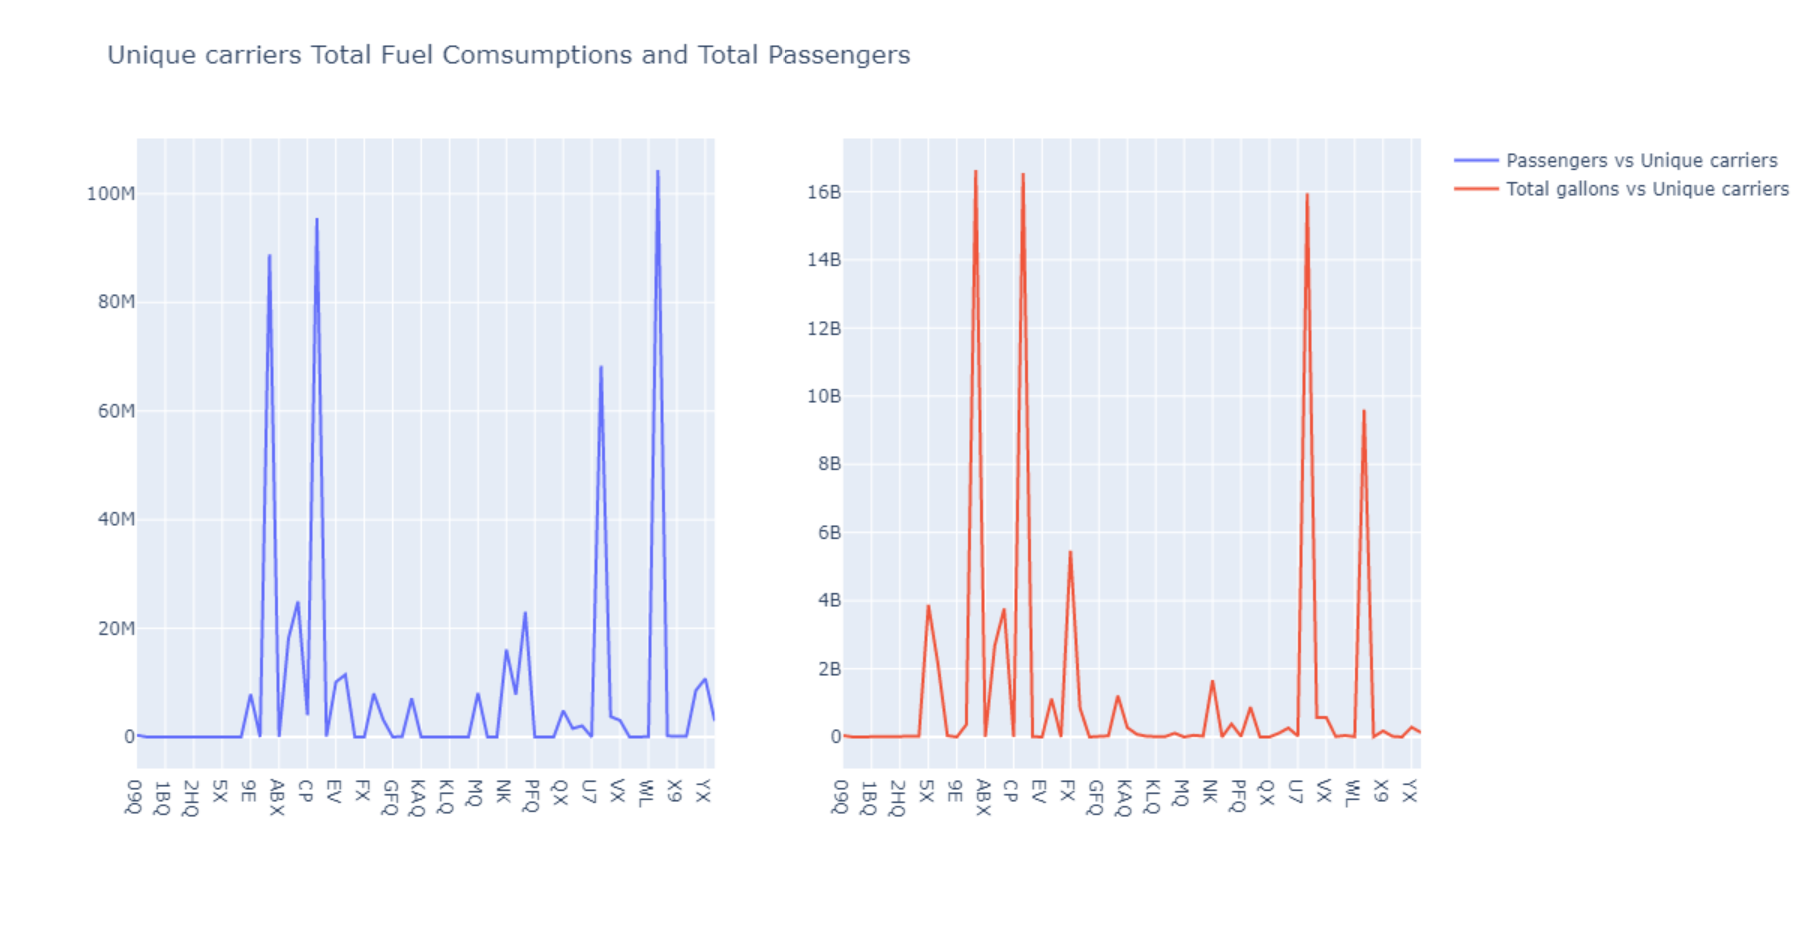 Unique carriers Total Fuel Comsumptions and Total Passengers
Passengers vs Unique carriers
Total gallons vs Unique carriers
100M
80M
60M
40M
20M
0
09Q
1BQ
2HQ
5X
9E
ABX
CP
EV
FX
GFQ
KAQ
KLQ
MQ
NK
PFQ
QX
U7
VX
WL
X9
YX
16B
14B
12B
10B
8B
6B
4B
2B
0
09Q
1BQ
2HQ
5X
9E
ABX
CP
EV
FX
GFQ
KAQ
KLQ
MQ
NK
PFQ
QX
U7
VX
WL
X9
YX